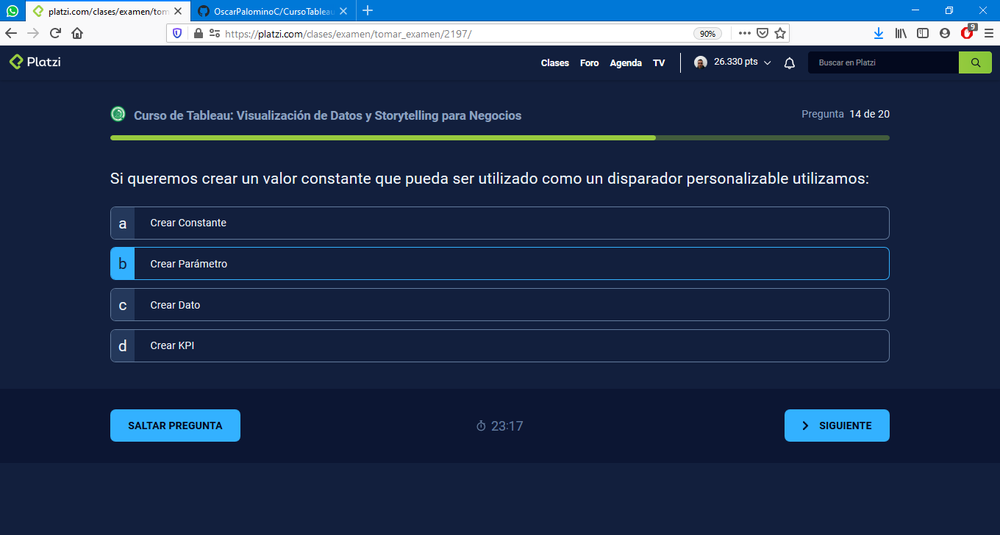 platzi.com/clases/examen/tom
OscarPalominoC/CursoTableau
https://platzi.com/clases/examen/tomar_examen/2197/
90%
9
Platzi
Clases
Foro
Agenda
TV
26.330 pts
Buscar en Platzi
Curso de Tableau: Visualización de Datos y Storytelling para Negocios
Pregunta 14 de 20
Si queremos crear un valor constante que pueda ser utilizado como un disparador personalizable utilizamos:
a Crear Constante
b Crear Parámetro
c Crear Dato
d Crear KPI
SALTAR PREGUNTA
23:17
SIGUIENTE